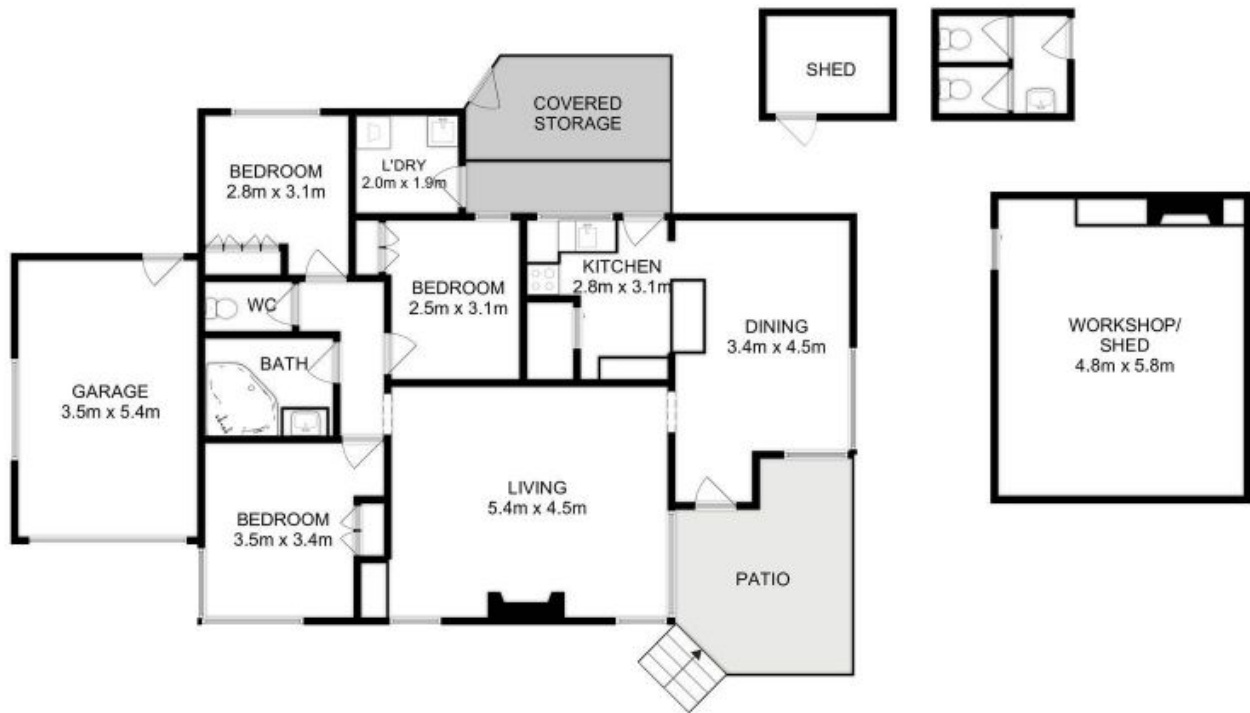 SHED
COVERED
STORAGE
BEDROOM
2.8m x 3.1m
L'DRY
2.0m x 1.9m
BEDROOM
2.5m x 3.1m
KITCHEN
2.8m x 3.1m
WC
DINING
3.4m x 4.5m
WORKSHOP/
SHED
4.8m x 5.8m
BATH
GARAGE
3.5m x 5.4m
LIVING
5.4m x 4.5m
BEDROOM
3.5m x 3.4m
PATIO